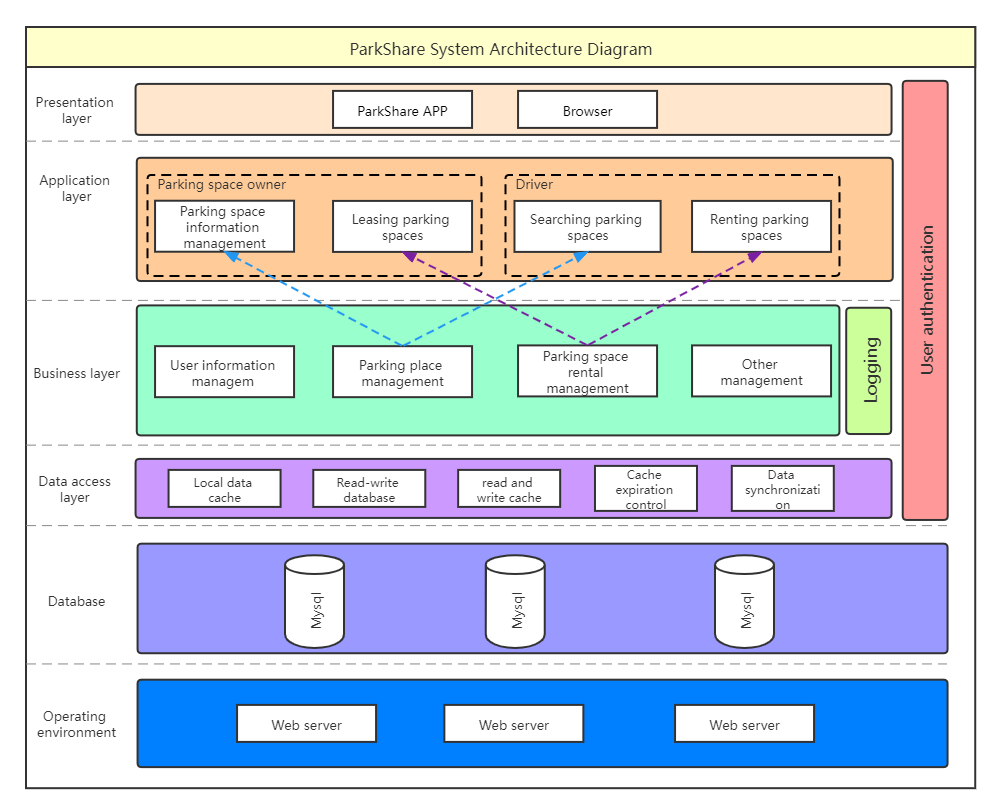 ParkShare System Architecture Diagram
Presentation
layer
ParkShare APP
Browser
Application
layer
Parking space owner
Parking space
information
management
Leasing parking
spaces
Driver
Searching parking
spaces
Renting parking
spaces
User authentication
Business layer
User information
managem
Parking place
management
Parking space
rental
management
Other
management
Logging
Data access
layer
Local data
cache
Read-write
database
read and
write cache
Cache
expiration
control
Data
synchronizati
on
Database
Mysql
Mysql
Mysql
Operating
environment
Web server
Web server
Web server